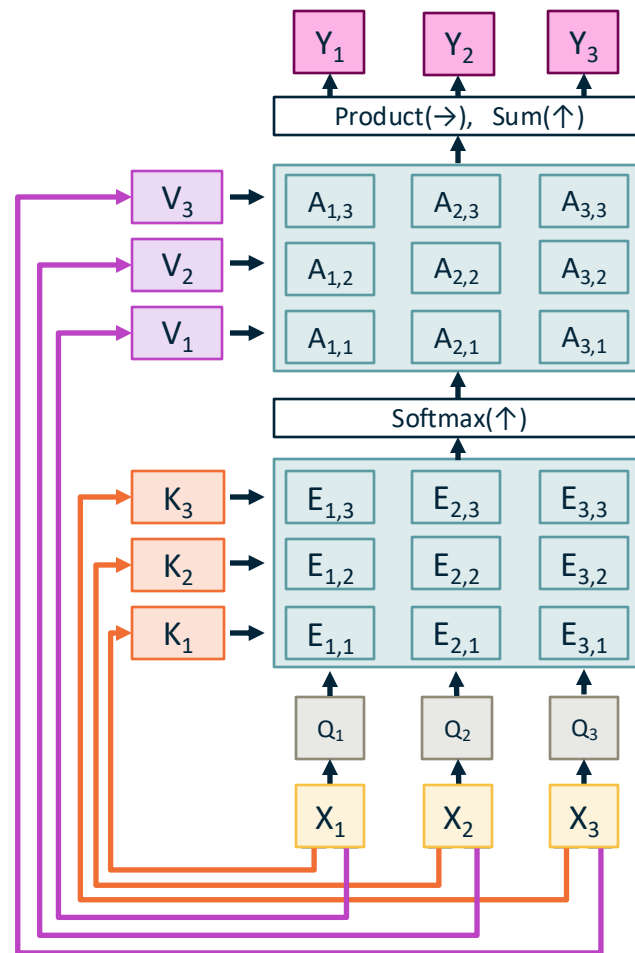 Y₁ Y₂ Y₃
Product(→), Sum(↑)
V₃ A₁,₃ A₂,₃ A₃,₃
V₂ A₁,₂ A₂,₂ A₃,₂
V₁ A₁,₁ A₂,₁ A₃,₁
Softmax(↑)
K₃ E₁,₃ E₂,₃ E₃,₃
K₂ E₁,₂ E₂,₂ E₃,₂
K₁ E₁,₁ E₂,₁ E₃,₁
Q₁ Q₂ Q₃
X₁ X₂ X₃